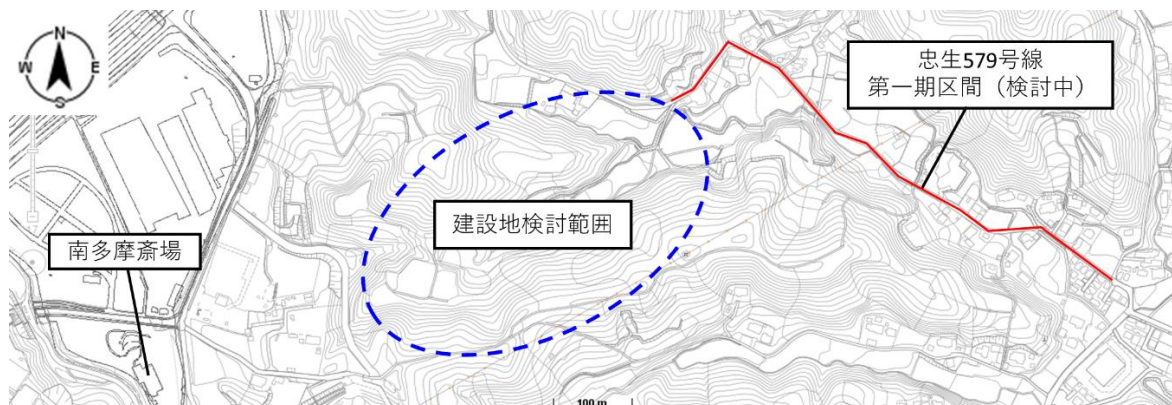 N
W E
S
忠生579号線
第一期区間（検討中）
建設地検討範囲
南多摩斎場
100 m